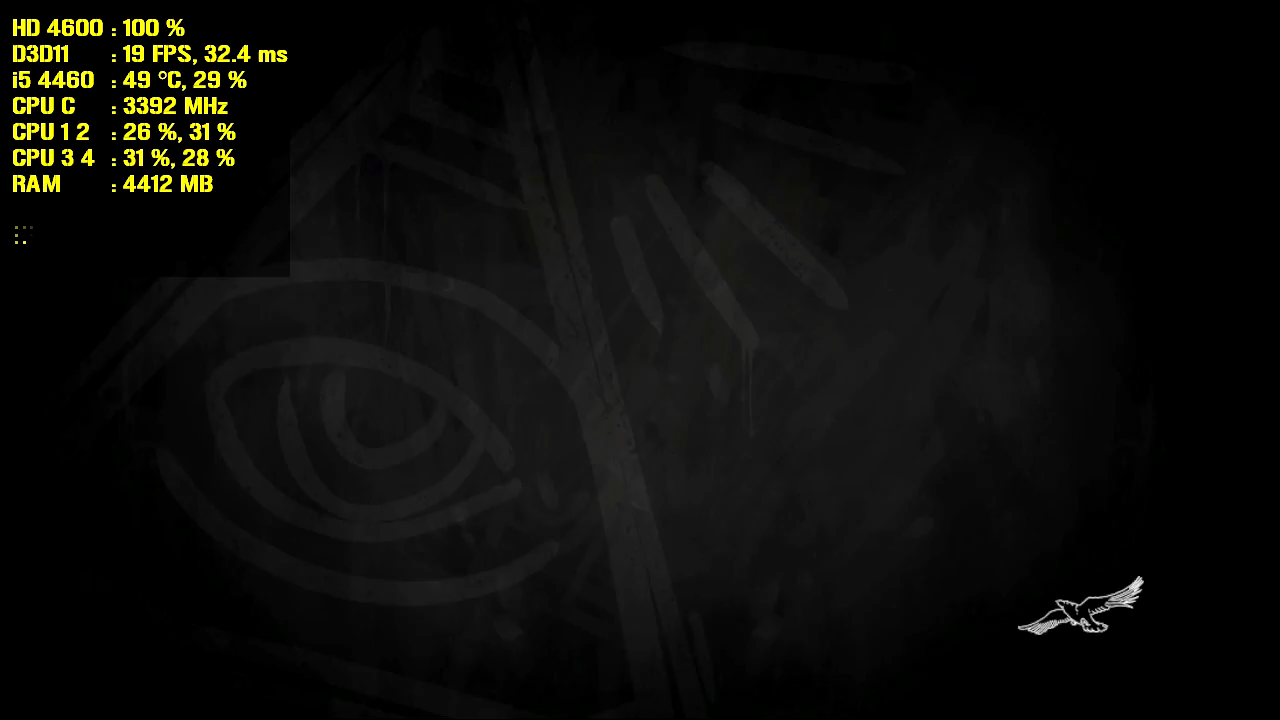 HD 4600 : 100 %
D3D11 : 19 FPS, 32.4 ms
i5 4460 : 49 °C, 29 %
CPU C : 3392 MHz
CPU 1 2 : 26 %, 31 %
CPU 3 4 : 31 %, 28 %
RAM : 4412 MB